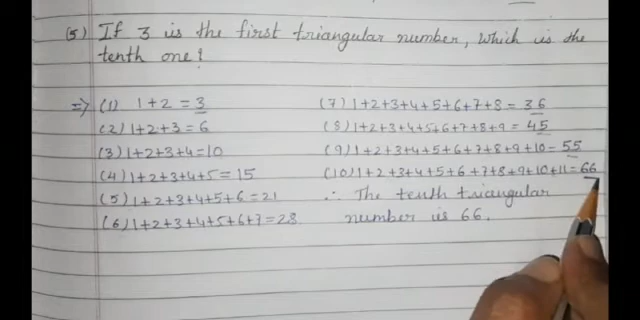 (5) If 3 is the first triangular number, which is the
tenth one?
=> (1) 1+2 = 3
(2) 1+2+3 = 6
(3) 1+2+3+4 = 10
(4) 1+2+3+4+5 = 15
(5) 1+2+3+4+5+6 = 21
(6) 1+2+3+4+5+6+7 = 28
(7) 1+2+3+4+5+6+7+8 = 36
(8) 1+2+3+4+5+6+7+8+9 = 45
(9) 1+2+3+4+5+6+7+8+9+10 = 55
(10) 1+2+3+4+5+6+7+8+9+10+11 = 66
∴ The tenth triangular
number is 66.